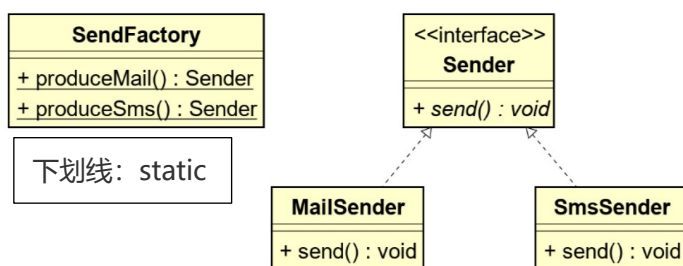 SendFactory
+ produceMail() : Sender
+ produceSms() : Sender
下划线：static
<<interface>>
Sender
+ send() : void
MailSender
+ send() : void
SmsSender
+ send() : void